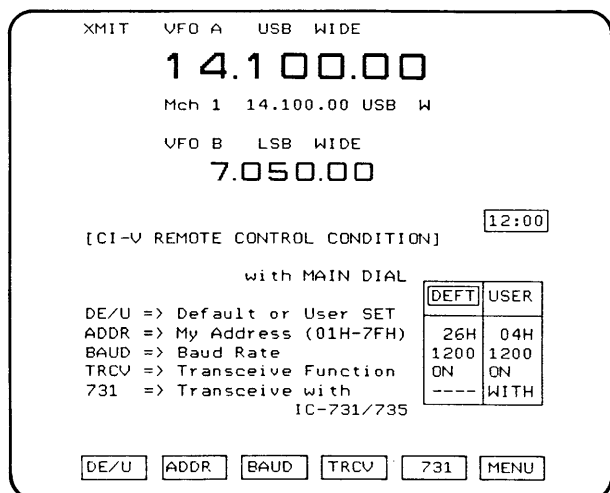 XMIT VFO A USB WIDE
14.100.00
Mch 1 14.100.00 USB W
VFO B LSB WIDE
7.050.00
12:00
[CI-V REMOTE CONTROL CONDITION]
with MAIN DIAL
DEFT USER
DE/U => Default or User SET
ADDR => My Address (01H-7FH) 26H 04H
BAUD => Baud Rate 1200 1200
TRCV => Transceive Function ON ON
731 => Transceive with ---- WITH
IC-731/735
DE/U ADDR BAUD TRCV 731 MENU